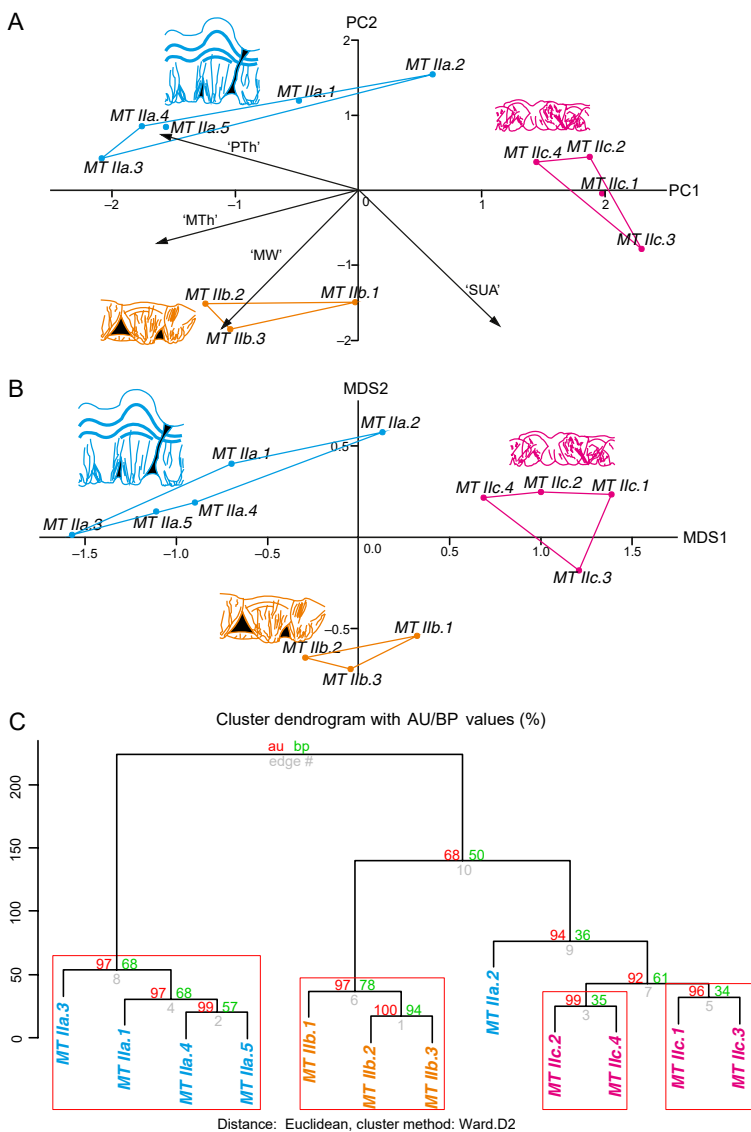 A
PC2
2
MT IIa.2
MT IIa.1
MT IIa.4
1
MT IIa.5
MT IIa.3
'PTh'
MT IIc.4
MT IIc.2
MT IIc.1
PC1
–2
–1
0
1
2
'MTh'
MT IIc.3
'MW'
–1
MT IIb.2
MT IIb.1
'SUA'
MT IIb.3
–2
B
MDS2
MT IIa.2
0.5
MT IIa.1
MT IIc.4
MT IIc.2
MT IIc.1
MT IIa.3
MT IIa.5
MT IIa.4
MDS1
–1.5
–1.0
–0.5
0.0
0.5
1.0
1.5
MT IIc.3
–0.5
MT IIb.1
MT IIb.2
MT IIb.3
C
Cluster dendrogram with AU/BP values (%)
au bp
edge #
200
150
100
50
0
68 50
10
94 36
9
97 68
8
97 78
6
92 61
7
97 68
4
99 57
2
100 94
1
99 35
3
96 34
5
MT IIa.3
MT IIa.1
MT IIa.4
MT IIa.5
MT IIb.1
MT IIb.2
MT IIb.3
MT IIa.2
MT IIc.2
MT IIc.4
MT IIc.1
MT IIc.3
Distance: Euclidean, cluster method: Ward.D2